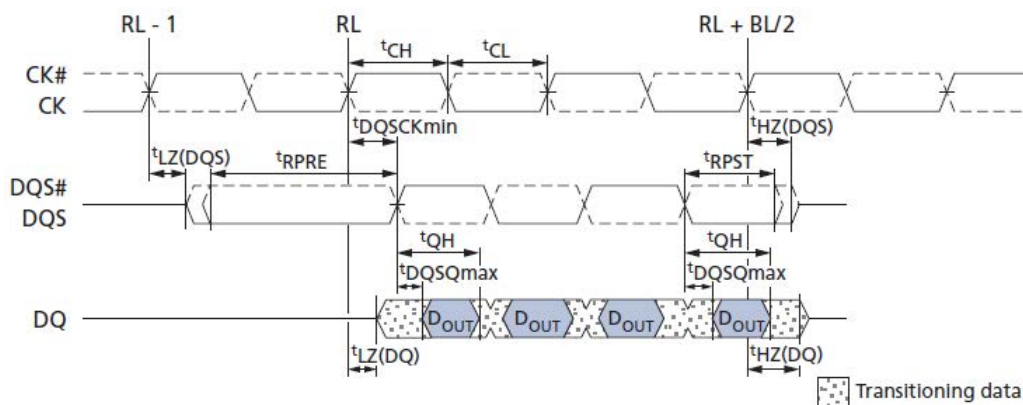 RL - 1 RL RL + BL/2
tCH tCL
CK#
CK
tDQSCKmin tHZ(DQS)
tLZ(DQS) tRPRE tRPST
DQS#
DQS
tQH tQH
tDQSQmax tDQSQmax
DQ DOUT DOUT DOUT DOUT
tLZ(DQ) tHZ(DQ)
Transitioning data